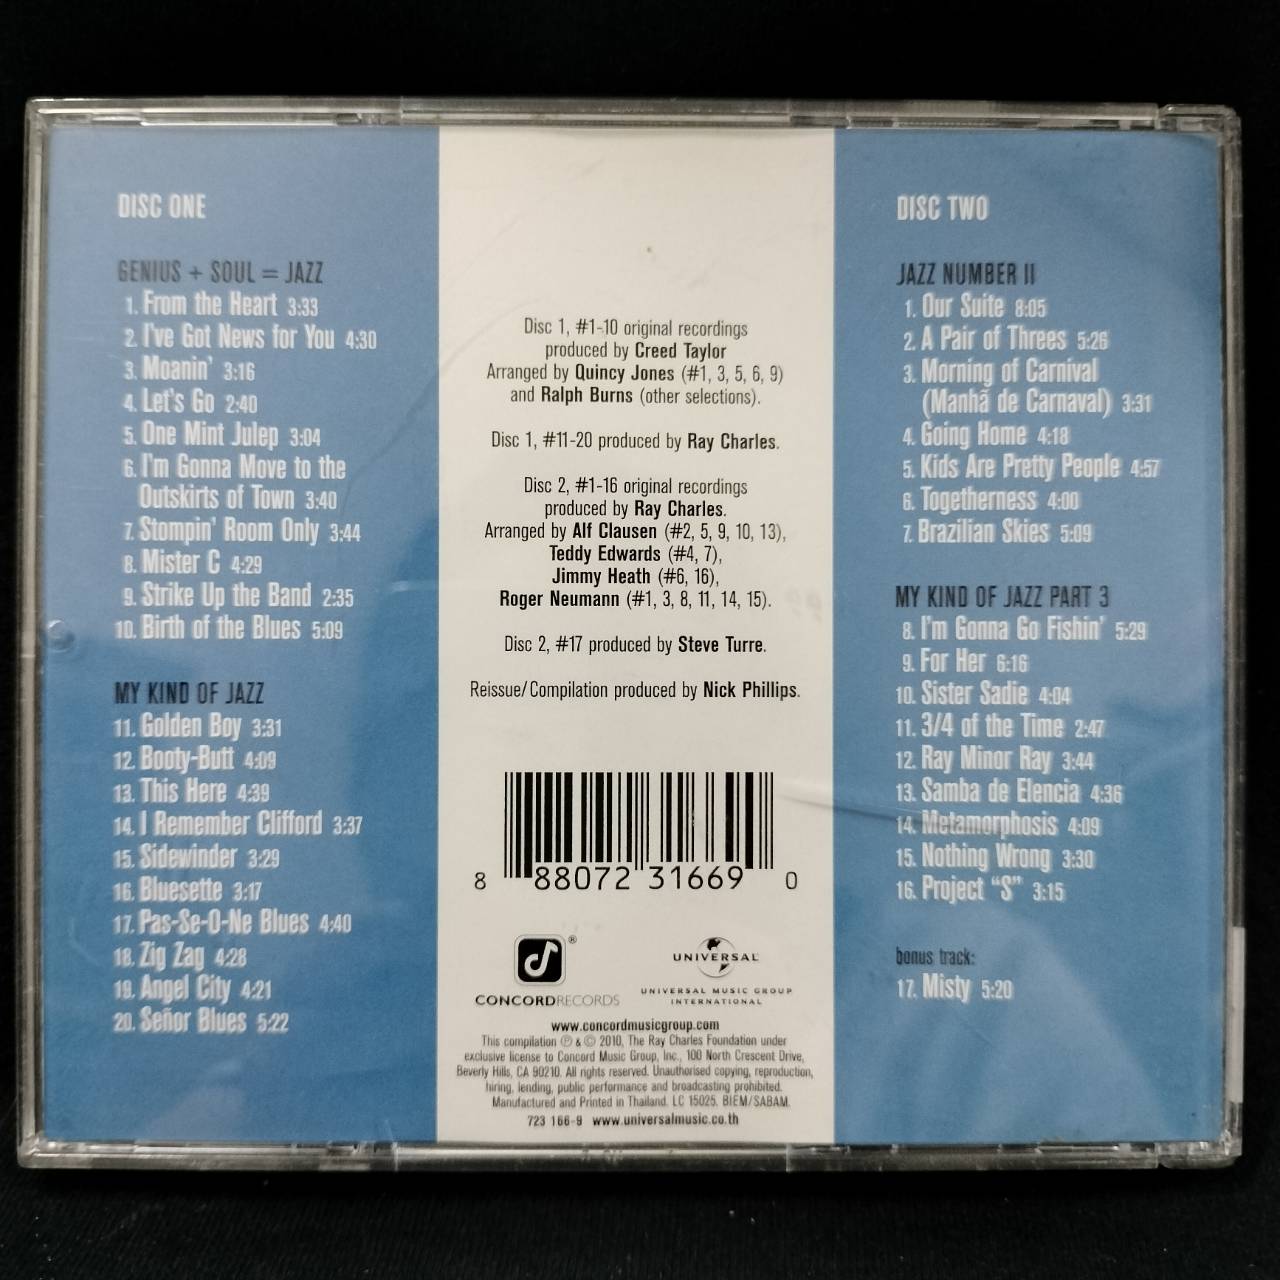 DISC ONE
GENIUS + SOUL = JAZZ
1. From the Heart 3:33
2. I've Got News for You 4:30
3. Moanin' 3:16
4. Let's Go 2:40
5. One Mint Julep 3:04
6. I'm Gonna Move to the
Outskirts of Town 3:40
7. Stompin' Room Only 3:44
8. Mister C 4:29
9. Strike Up the Band 2:35
10. Birth of the Blues 5:09
MY KIND OF JAZZ
11. Golden Boy 3:31
12. Booty-Butt 4:09
13. This Here 4:39
14. I Remember Clifford 3:37
15. Sidewinder 3:29
16. Bluesette 3:17
17. Pas-Se-O-Ne Blues 4:40
18. Zig Zag 4:28
19. Angel City 4:21
20. Señor Blues 5:22
Disc 1, #1-10 original recordings
produced by Creed Taylor
Arranged by Quincy Jones (#1, 3, 5, 6, 9)
and Ralph Burns (other selections).
Disc 1, #11-20 produced by Ray Charles.
Disc 2, #1-16 original recordings
produced by Ray Charles.
Arranged by Alf Clausen (#2, 5, 9, 10, 13),
Teddy Edwards (#4, 7),
Jimmy Heath (#6, 16),
Roger Neumann (#1, 3, 8, 11, 14, 15).
Disc 2, #17 produced by Steve Turre.
Reissue/Compilation produced by Nick Phillips.
8 88072 31669 0
CONCORDRECORDS
®
UNIVERSAL
UNIVERSAL MUSIC GROUP
INTERNATIONAL
www.concordmusicgroup.com
This compilation ℗ & © 2010, The Ray Charles Foundation under
exclusive license to Concord Music Group, Inc., 100 North Crescent Drive,
Beverly Hills, CA 90210. All rights reserved. Unauthorised copying, reproduction,
hiring, lending, public performance and broadcasting prohibited.
Manufactured and Printed in Thailand. LC 15025. BIEM/SABAM.
723 166-9 www.universalmusic.co.th
DISC TWO
JAZZ NUMBER II
1. Our Suite 8:05
2. A Pair of Threes 5:26
3. Morning of Carnival
(Manhã de Carnaval) 3:31
4. Going Home 4:18
5. Kids Are Pretty People 4:57
6. Togetherness 4:00
7. Brazilian Skies 5:09
MY KIND OF JAZZ PART 3
8. I'm Gonna Go Fishin' 5:29
9. For Her 6:16
10. Sister Sadie 4:04
11. 3/4 of the Time 2:47
12. Ray Minor Ray 3:44
13. Samba de Elencia 4:36
14. Metamorphosis 4:09
15. Nothing Wrong 3:30
16. Project “S” 3:15
bonus track:
17. Misty 5:20